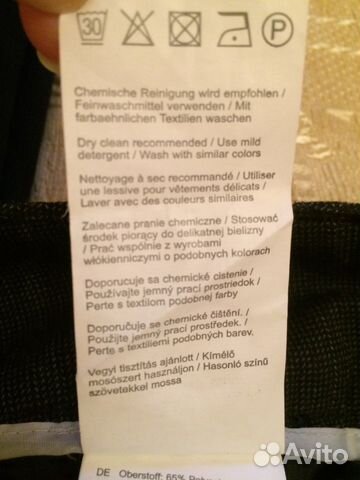 30
P
Chemische Reinigung wird empfohlen /
Feinwaschmittel verwenden / Mit
farbaehnlichen Textilien waschen
Dry clean recommended / Use mild
detergent / Wash with similar colors
Nettoyage à sec recommandé / Utiliser
une lessive pour vêtements délicats /
Laver avec des couleurs similaires
Zalecane pranie chemiczne / Stosować
środek piorący do delikatnej bielizny
/ Prać wspólnie z wyrobami
włókienniczymi o podobnych kolorach
Doporucuje sa chemické cistenie /
Používajte jemný prací prostriedok /
Perte s textilom podobnej farby
Doporučuje se chemické čištění. /
Použijte jemný prací prostředek. /
Perte s textiliemi podobných barev.
Vegyi tisztítás ajánlott / Kímélő
mosószert használjon / Hasonló színű
szövetekkel mossa
DE Oberstoff: 65%
Avito